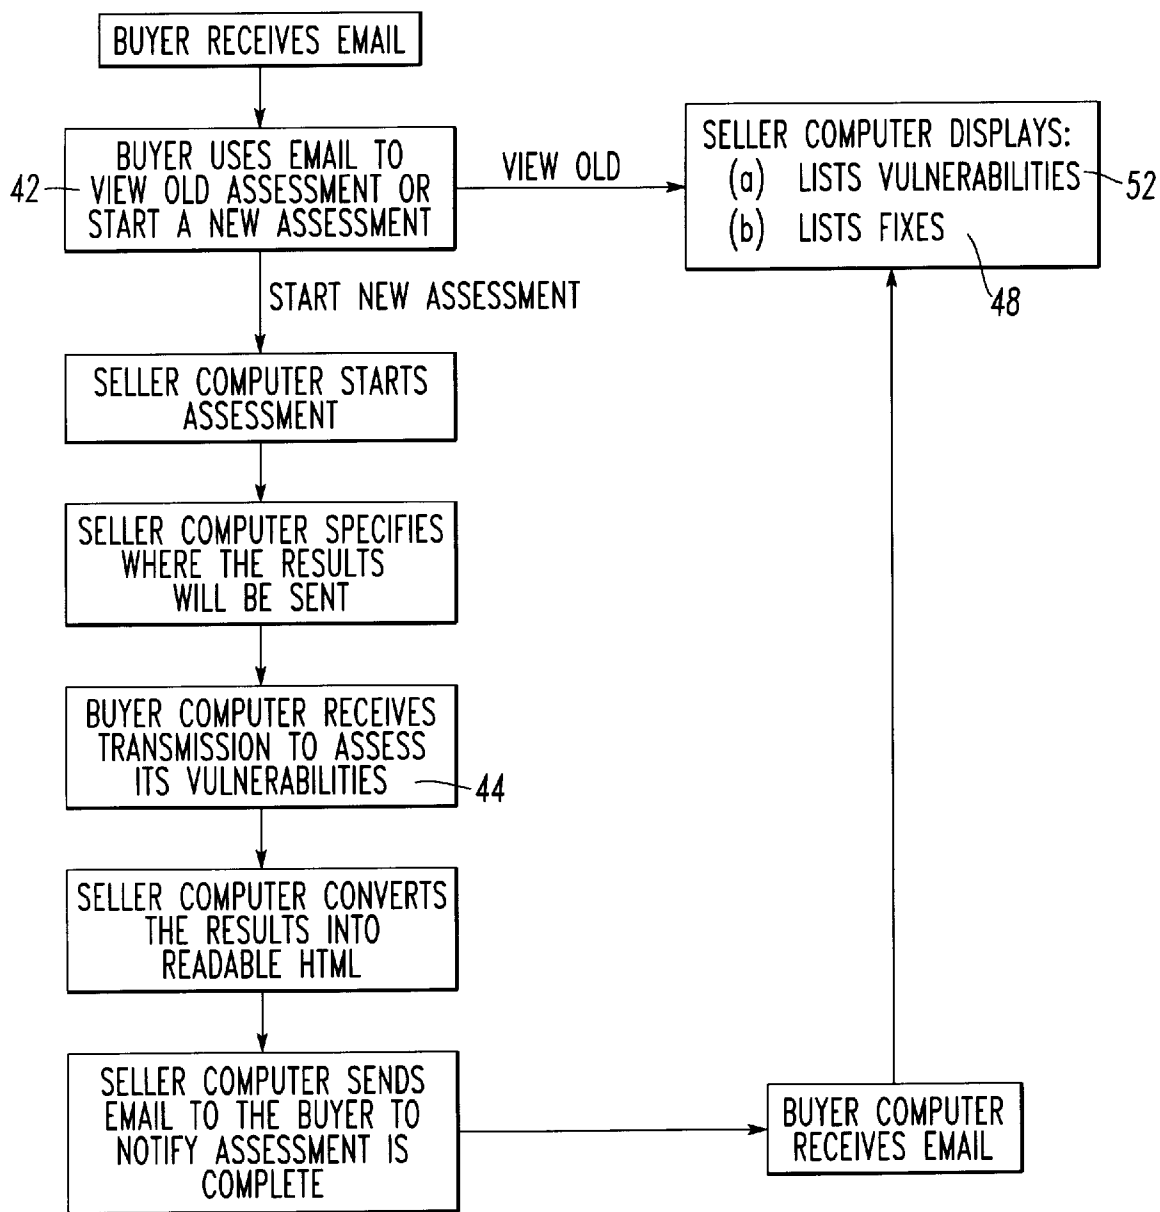 BUYER RECEIVES EMAIL
42
BUYER USES EMAIL TO
VIEW OLD ASSESSMENT OR
START A NEW ASSESSMENT
VIEW OLD
SELLER COMPUTER DISPLAYS:
(a) LISTS VULNERABILITIES
52
(b) LISTS FIXES
48
START NEW ASSESSMENT
SELLER COMPUTER STARTS
ASSESSMENT
SELLER COMPUTER SPECIFIES
WHERE THE RESULTS
WILL BE SENT
BUYER COMPUTER RECEIVES
TRANSMISSION TO ASSESS
ITS VULNERABILITIES
44
SELLER COMPUTER CONVERTS
THE RESULTS INTO
READABLE HTML
SELLER COMPUTER SENDS
EMAIL TO THE BUYER TO
NOTIFY ASSESSMENT IS
COMPLETE
BUYER COMPUTER
RECEIVES EMAIL